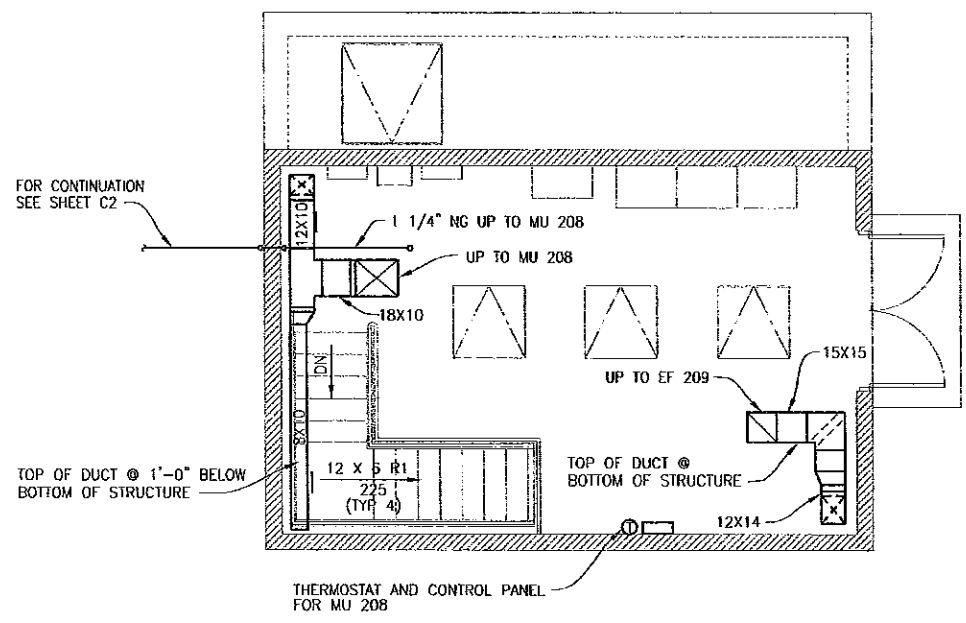 FOR CONTINUATION
SEE SHEET C2
12X10
1 1/4" NG UP TO MU 208
UP TO MU 208
18X10
DN
8X10
15X15
UP TO EF 209
TOP OF DUCT @ 1'-0" BELOW
BOTTOM OF STRUCTURE
12 X 6 R1
225
(TYP 4)
TOP OF DUCT @
BOTTOM OF STRUCTURE
12X14
T
THERMOSTAT AND CONTROL PANEL
FOR MU 208